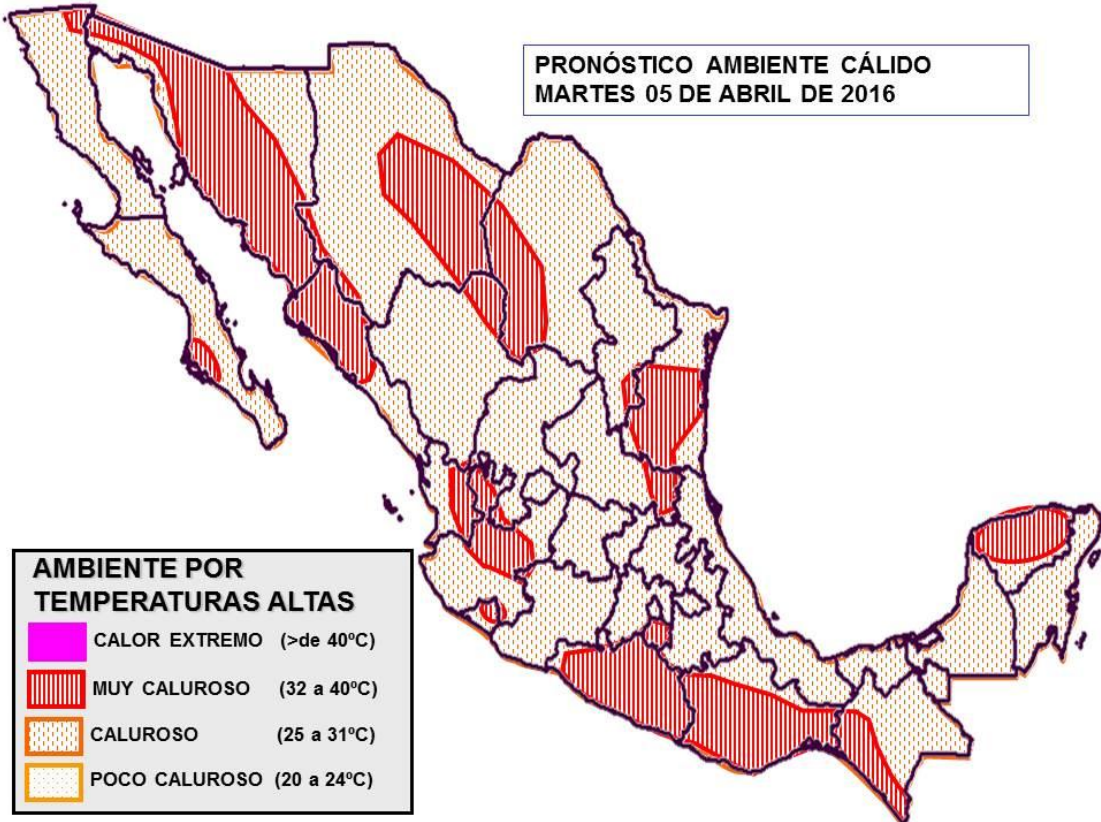 PRONÓSTICO AMBIENTE CÁLIDO
MARTES 05 DE ABRIL DE 2016
AMBIENTE POR
TEMPERATURAS ALTAS
CALOR EXTREMO (>de 40ºC)
MUY CALUROSO (32 a 40ºC)
CALUROSO (25 a 31ºC)
POCO CALUROSO (20 a 24ºC)